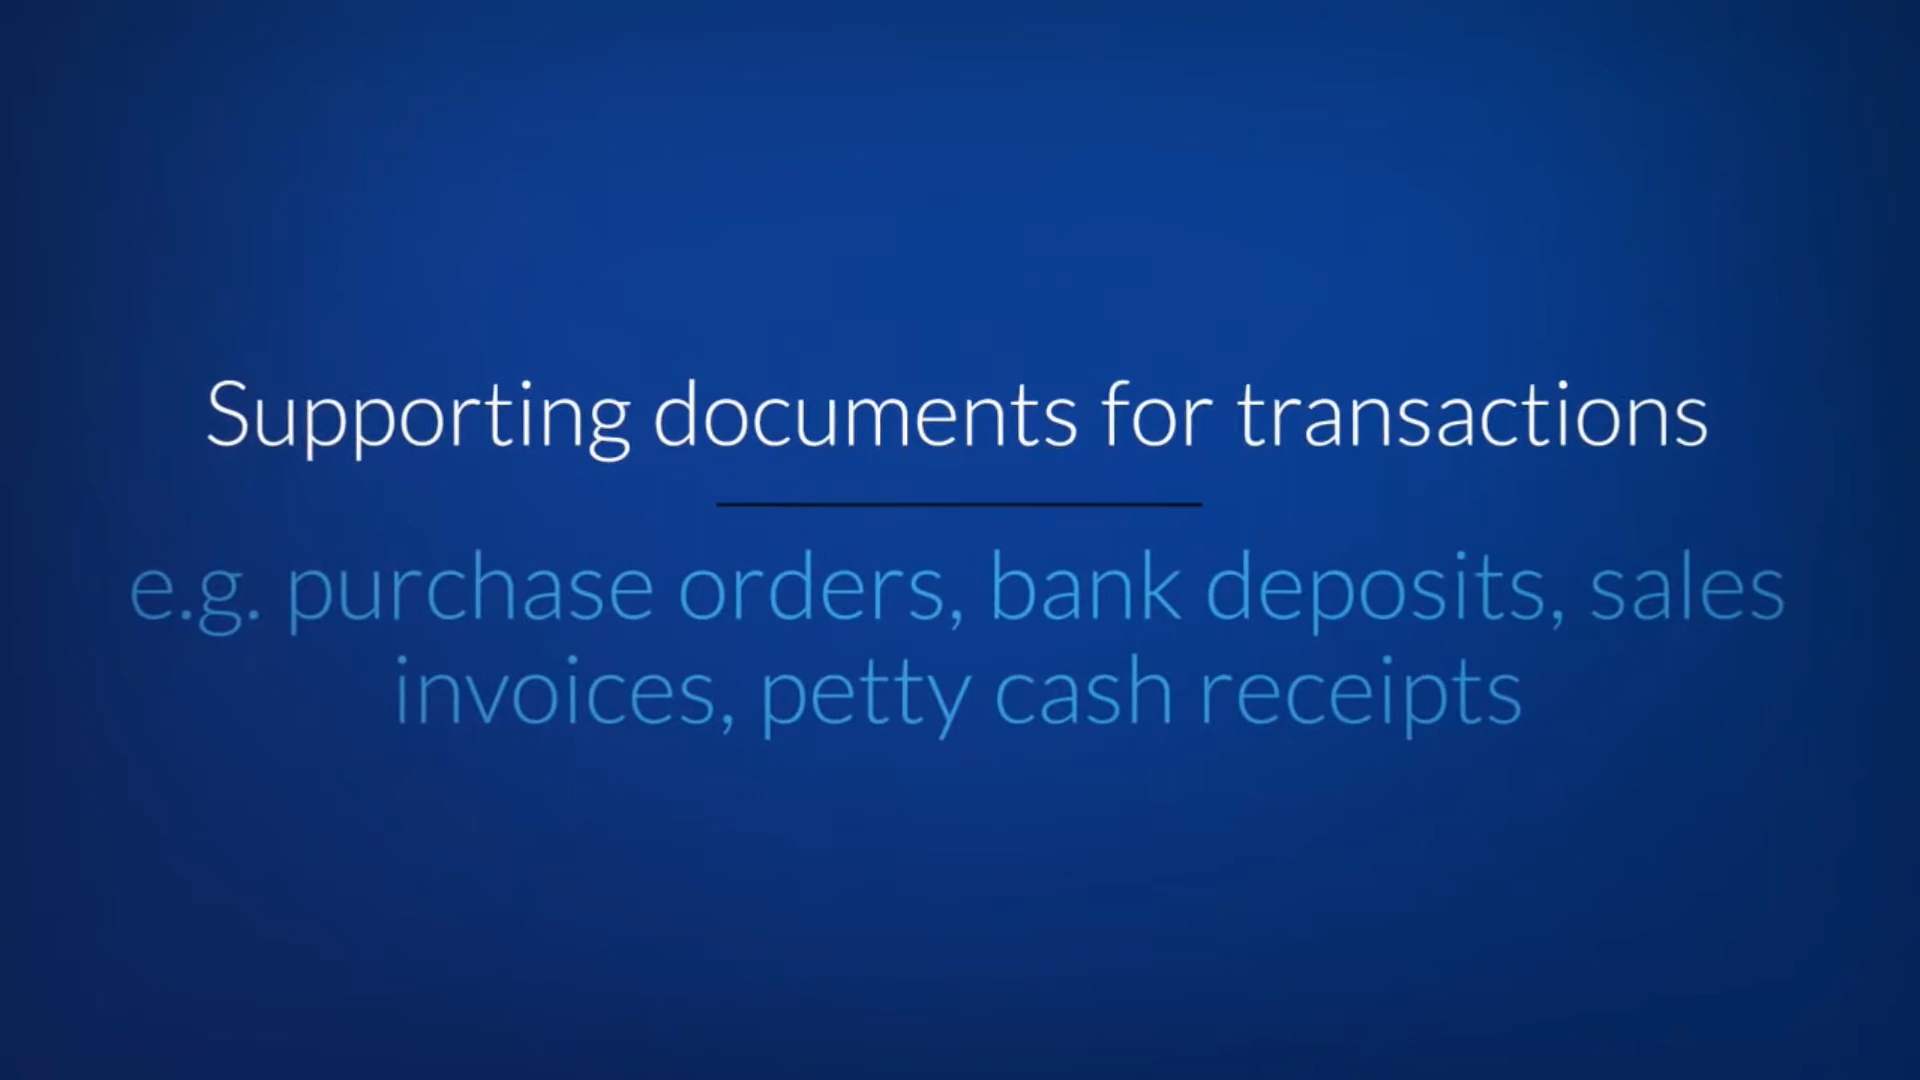 Supporting documents for transactions
e.g. purchase orders, bank deposits, sales
invoices, petty cash receipts